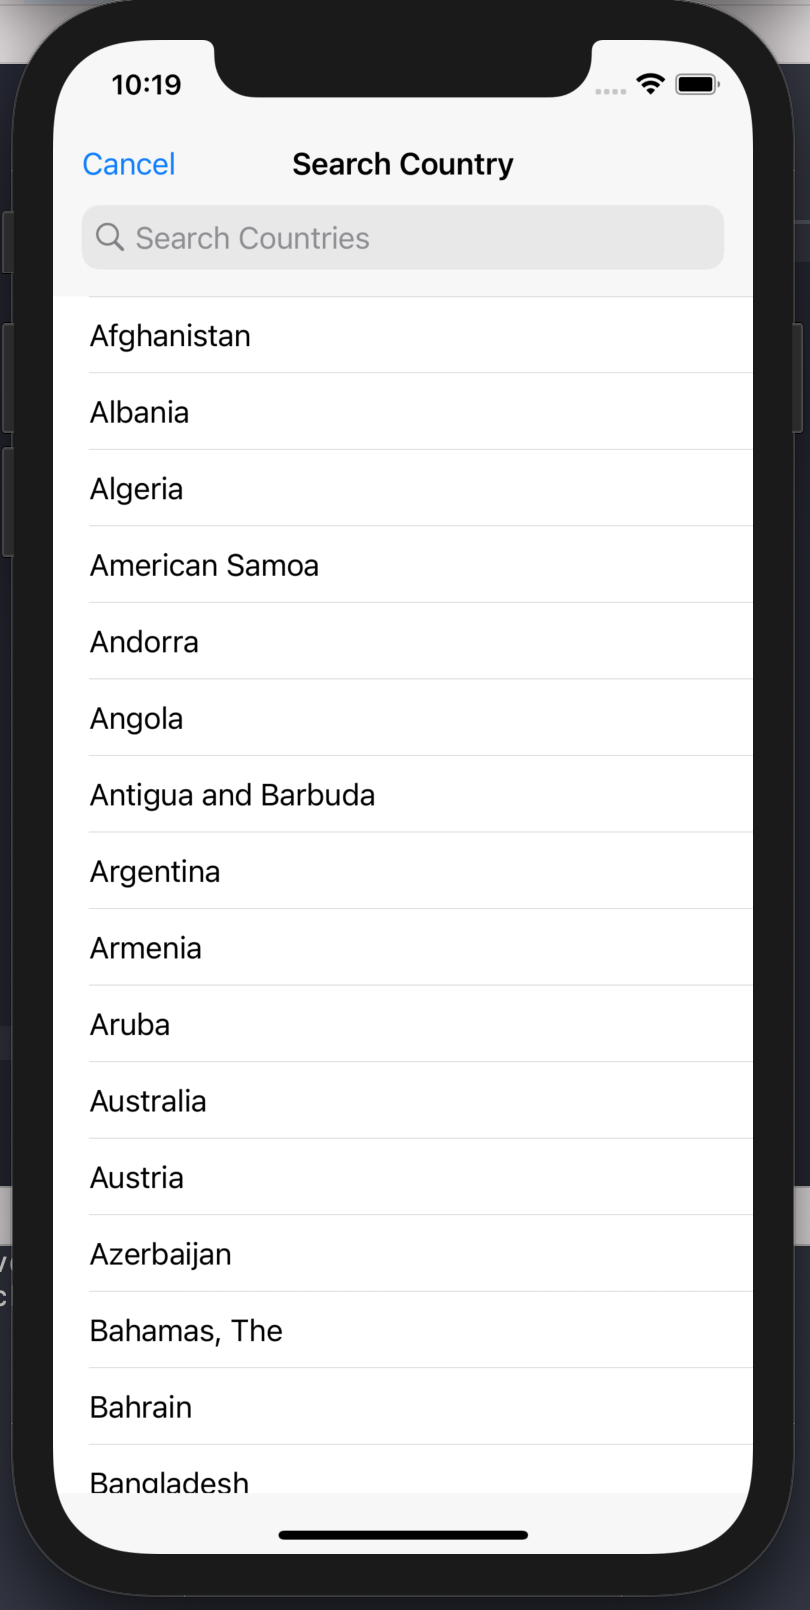 10:19
Cancel
Search Country
Search Countries
Afghanistan
Albania
Algeria
American Samoa
Andorra
Angola
Antigua and Barbuda
Argentina
Armenia
Aruba
Australia
Austria
Azerbaijan
Bahamas, The
Bahrain
Bangladesh